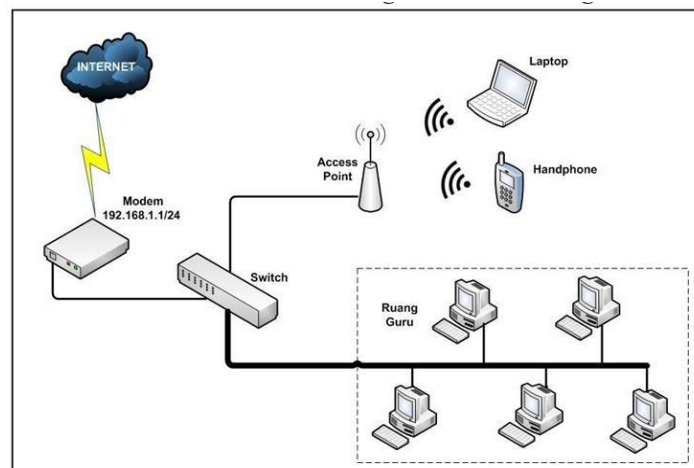 INTERNET
Laptop
Access
Point
Handphone
Modem
192.168.1.1/24
Switch
Ruang
Guru